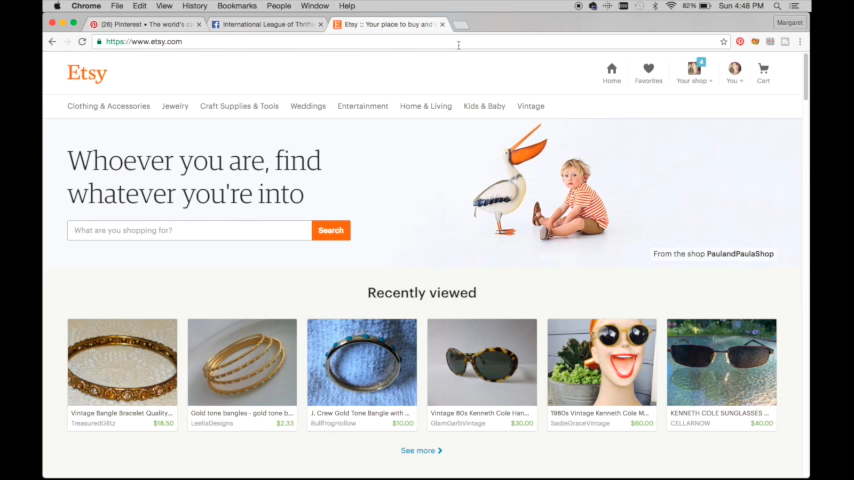 Chrome File Edit View History Bookmarks People Window Help
82% Sun 4:48 PM
(26) Pinterest • The world's ca
International League of Thrifte
Etsy :: Your place to buy and s
Margaret
https://www.etsy.com
Etsy
4
Home Favorites Your shop You Cart
Clothing & Accessories Jewelry Craft Supplies & Tools Weddings Entertainment Home & Living Kids & Baby Vintage
Whoever you are, find
whatever you're into
What are you shopping for? Search
From the shop PaulandPaulaShop
Recently viewed
Vintage Bangle Bracelet Quality...
TreasuredGlitz $18.50
Gold tone bangles - gold tone b...
LeellaDesigns $2.33
J. Crew Gold Tone Bangle with ...
BullfrogHollow $10.00
Vintage 80s Kenneth Cole Han...
GlamGarbVintage $30.00
1980s Vintage Kenneth Cole M...
SadieGraceVintage $60.00
KENNETH COLE SUNGLASSES ...
CELLARNOW $40.00
See more